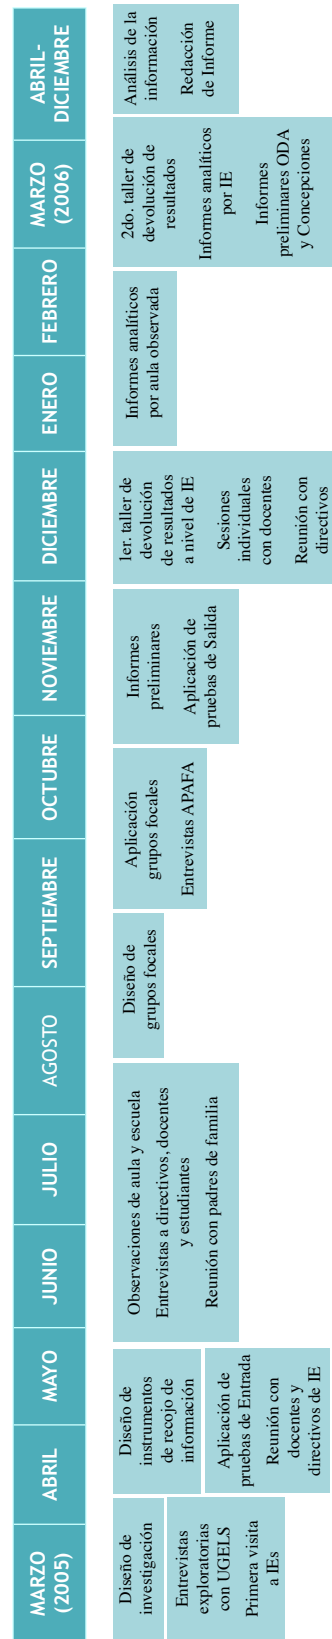 MARZO
(2005)
ABRIL
MAYO
JUNIO
JULIO
AGOSTO
SEPTIEMBRE
OCTUBRE
NOVIEMBRE
DICIEMBRE
ENERO
FEBRERO
MARZO
(2006)
ABRIL-
DICIEMBRE
Diseño de
investigación
Entrevistas
exploratorias
con UGELS
Primera visita
a IEs
Diseño de
instrumentos
de recojo de
información
Aplicación de
pruebas de Entrada
Reunión con
docentes y
directivos de IE
Observaciones de aula y escuela
Entrevistas a directivos, docentes
y estudiantes
Reunión con padres de familia
Diseño de
grupos focales
Aplicación
grupos focales
Entrevistas APAFA
Informes
preliminares
Aplicación de
pruebas de Salida
1er. taller de
devolución
de resultados
a nivel de IE
Sesiones
individuales
con docentes
Reunión con
directivos
Informes analíticos
por aula observada
2do. taller de
devolución de
resultados
Informes analíticos
por IE
Informes
preliminares ODA
y Concepciones
Análisis de la
información
Redacción
de Informe